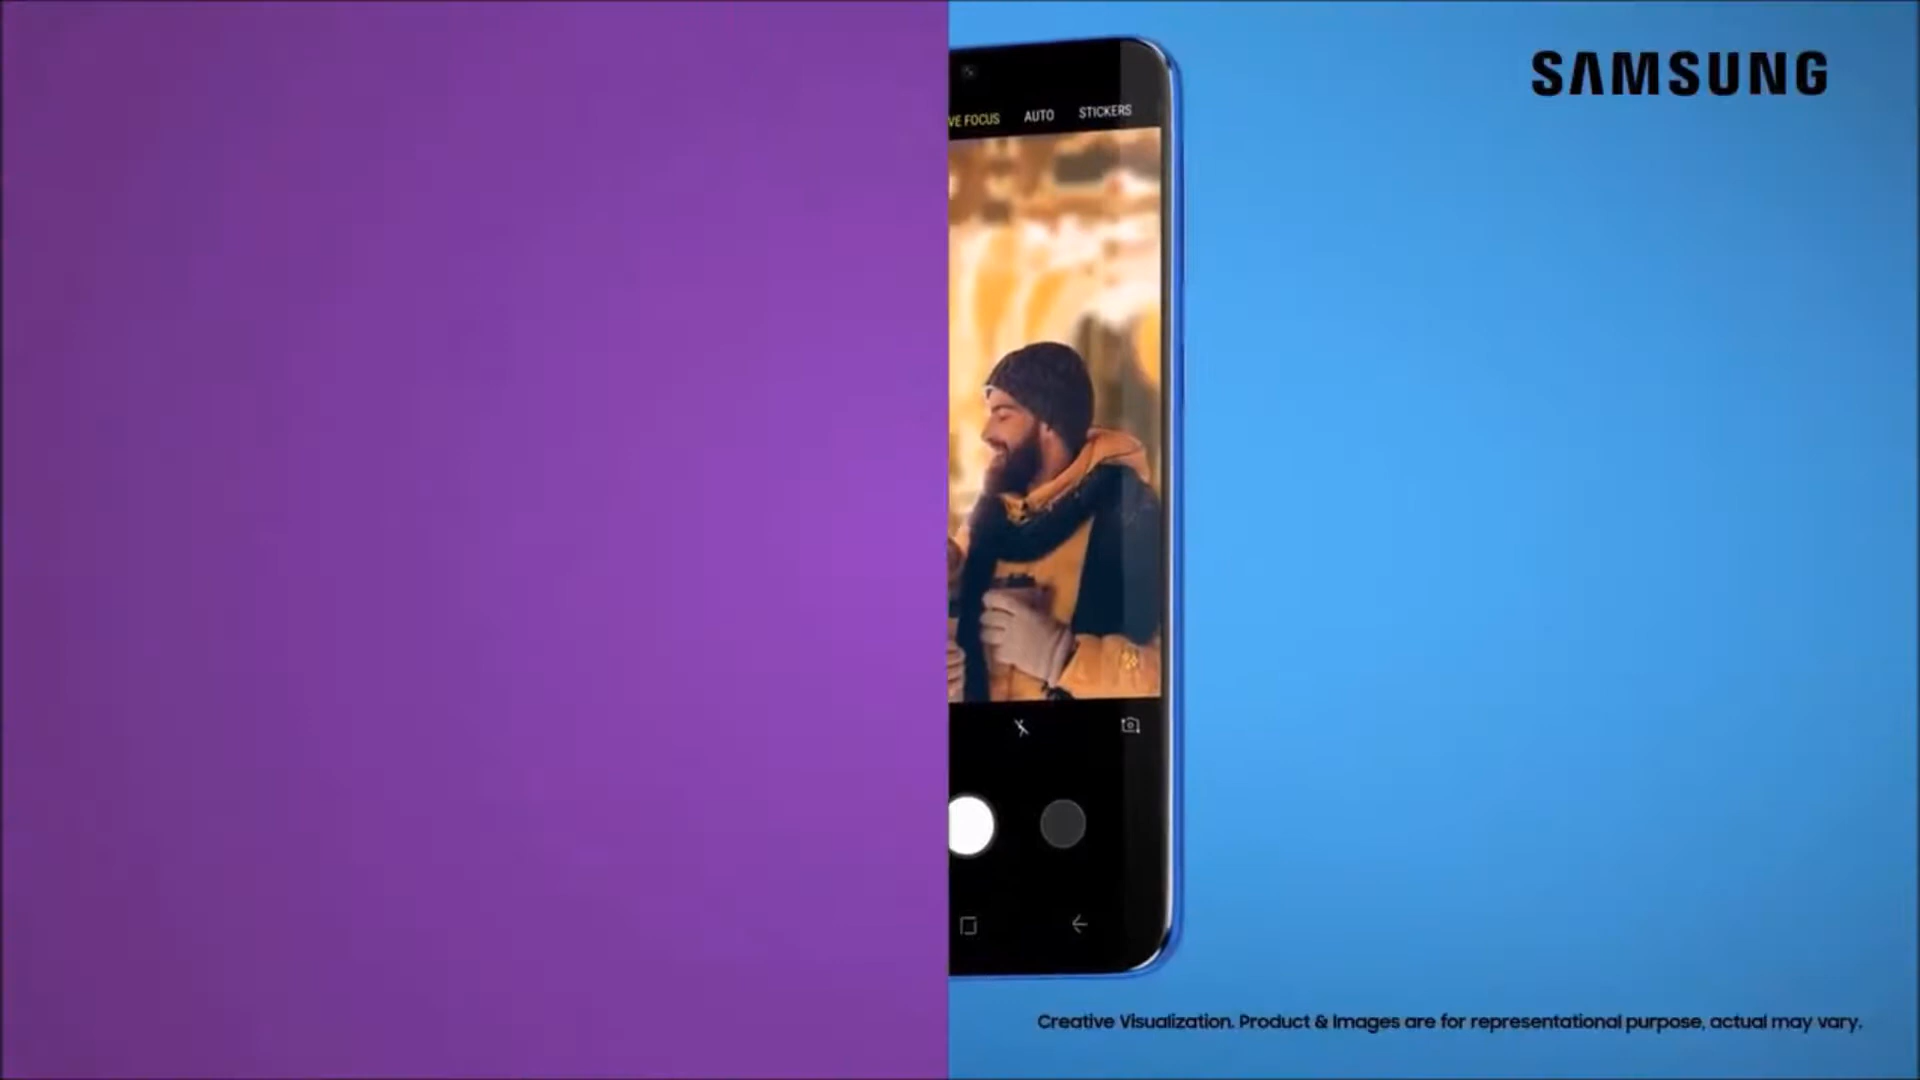 SAMSUNG
VE FOCUS AUTO STICKERS
Creative Visualization. Product & Images are for representational purpose, actual may vary.